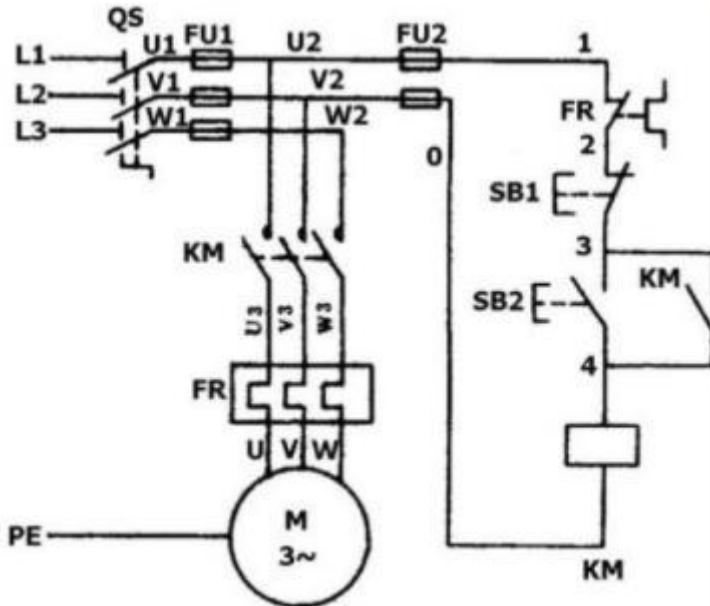 QS
L1 U1 FU1 U2 FU2 1
L2 V1 V2
L3 W1 W2
FR
0 2
SB1
KM 3
U3 V3 W3 SB2 KM
4
FR
U V W
M
PE 3~
KM